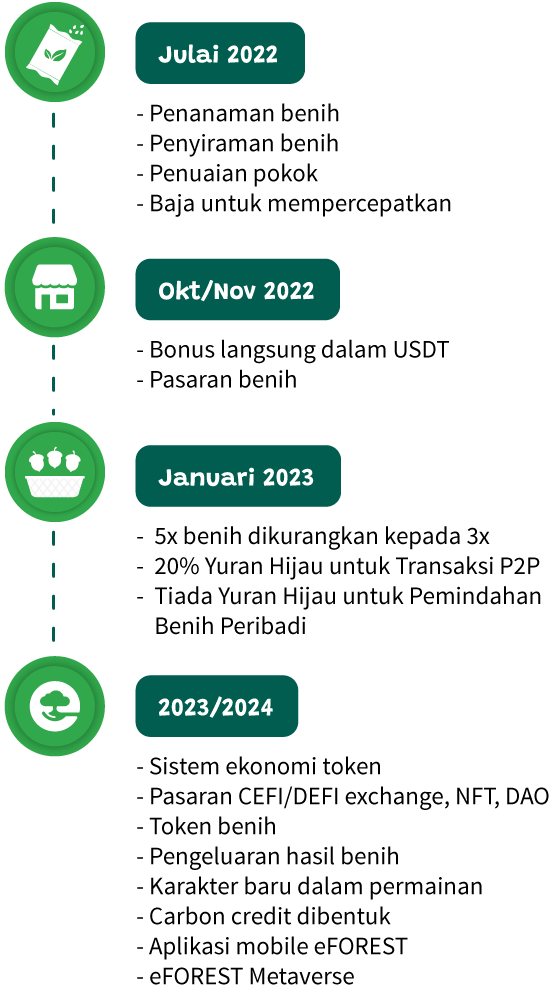 Julai 2022
- Penanaman benih
- Penyiraman benih
- Penuaian pokok
- Baja untuk mempercepatkan
Okt/Nov 2022
- Bonus langsung dalam USDT
- Pasaran benih
Januari 2023
- 5x benih dikurangkan kepada 3x
- 20% Yuran Hijau untuk Transaksi P2P
- Tiada Yuran Hijau untuk Pemindahan
Benih Peribadi
2023/2024
- Sistem ekonomi token
- Pasaran CEFI/DEFI exchange, NFT, DAO
- Token benih
- Pengeluaran hasil benih
- Karakter baru dalam permainan
- Carbon credit dibentuk
- Aplikasi mobile eFOREST
- eFOREST Metaverse